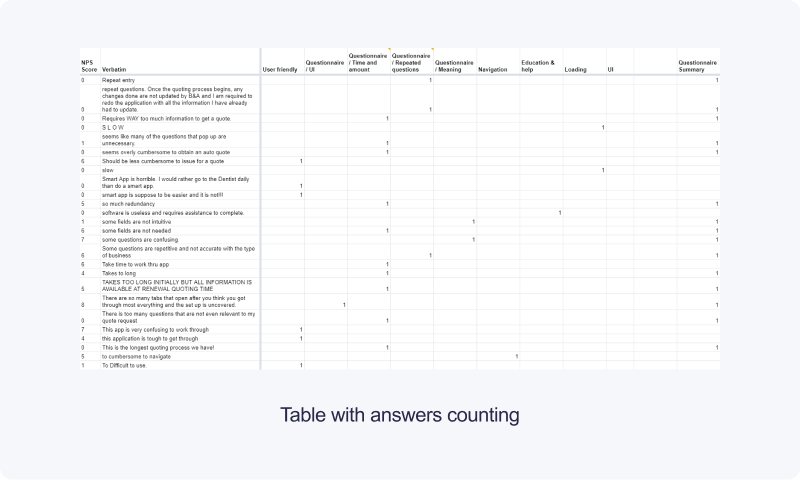 NPS Score Verbatim User friendly Questionnaire / UI Questionnaire / Time and amount Questionnaire / Repeated questions Questionnaire / Meaning Navigation Education & help Loading UI Questionnaire Summary
0 Repeat entry 1 1
repeat questions. Once the quoting process begins, any
changes done are not updated by B&A and I am required to
redo the application with all the information I have already
0 had to update. 1 1
0 Requires WAY too much information to get a quote. 1 1
0 S L O W 1
seems like many of the questions that pop up are
1 unnecessary. 1 1
0 seems overly cumbersome to obtain an auto quote 1 1
6 Should be less cumbersome to issue for a quote 1
0 slow 1
Smart App is horrible. I would rather go to the Dentist daily
0 than do a smart app. 1
0 smart app is suppose to be easier and it is not!!! 1
5 so much redundancy 1 1
0 software is useless and requires assistance to complete. 1
1 some fields are not intuitive 1 1
6 some fields are not needed 1 1
7 some questions are confusing. 1 1
Some questions are repetitive and not accurate with the type
6 of business 1 1
6 Take time to work thru app 1 1
4 Takes to long 1 1
TAKES TOO LONG INITIALLY BUT ALL INFORMATION IS
5 AVAILABLE AT RENEWAL QUOTING TIME 1 1
There are so many tabs that open after you think you got
8 through most everything and the set up is uncovered. 1 1
There is too many questions that are not even relevant to my
0 quote request 1 1
7 This app is very confusing to work through 1
4 this application is tough to get through 1
0 This is the longest quoting process we have! 1 1
5 to cumbersome to navigate 1
1 To Difficult to use. 1
Table with answers counting